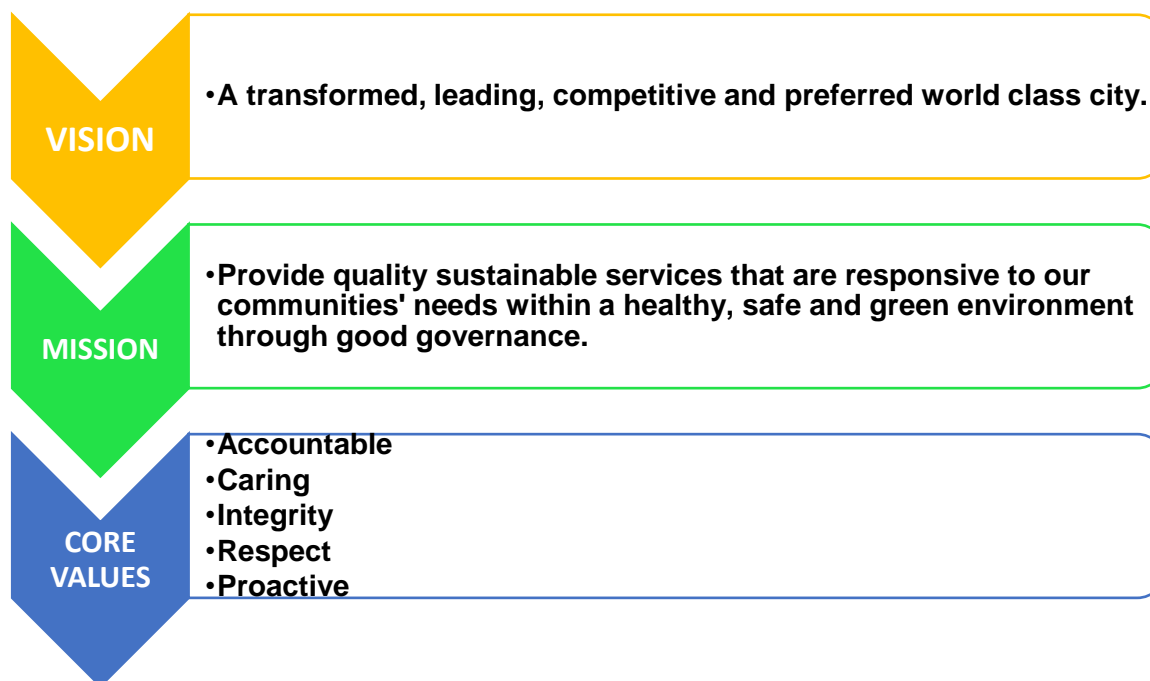 VISION
•A transformed, leading, competitive and preferred world class city.
MISSION
•Provide quality sustainable services that are responsive to our
communities' needs within a healthy, safe and green environment
through good governance.
CORE
VALUES
•Accountable
•Caring
•Integrity
•Respect
•Proactive